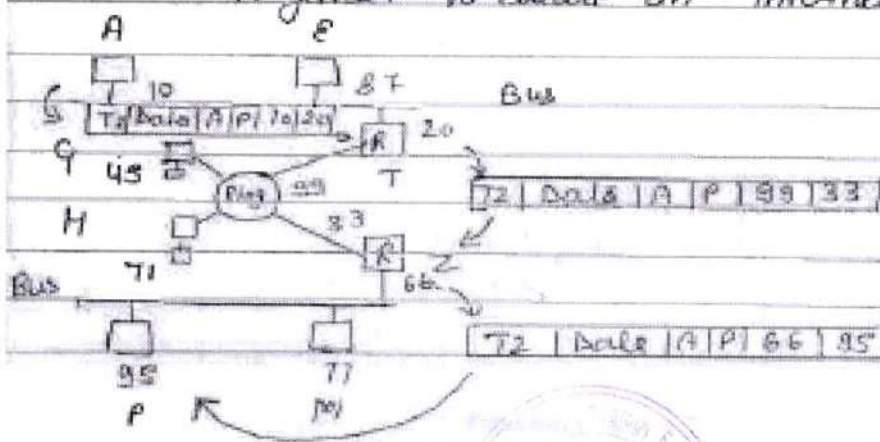 A E
10 87 Bus
T2 Data A P 10 20
R 20
G
45 Ring 99 T
T2 Data A P 99 33
H 33
R
71 66
Bus
T2 Data A P 66 95
95 77
P M